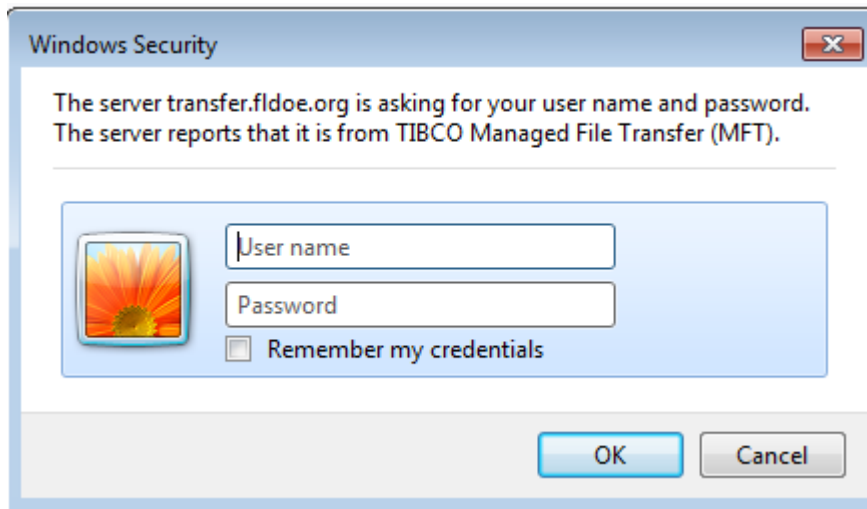 Windows Security
The server transfer.fldoe.org is asking for your user name and password.
The server reports that it is from TIBCO Managed File Transfer (MFT).
User name
Password
Remember my credentials
OK
Cancel